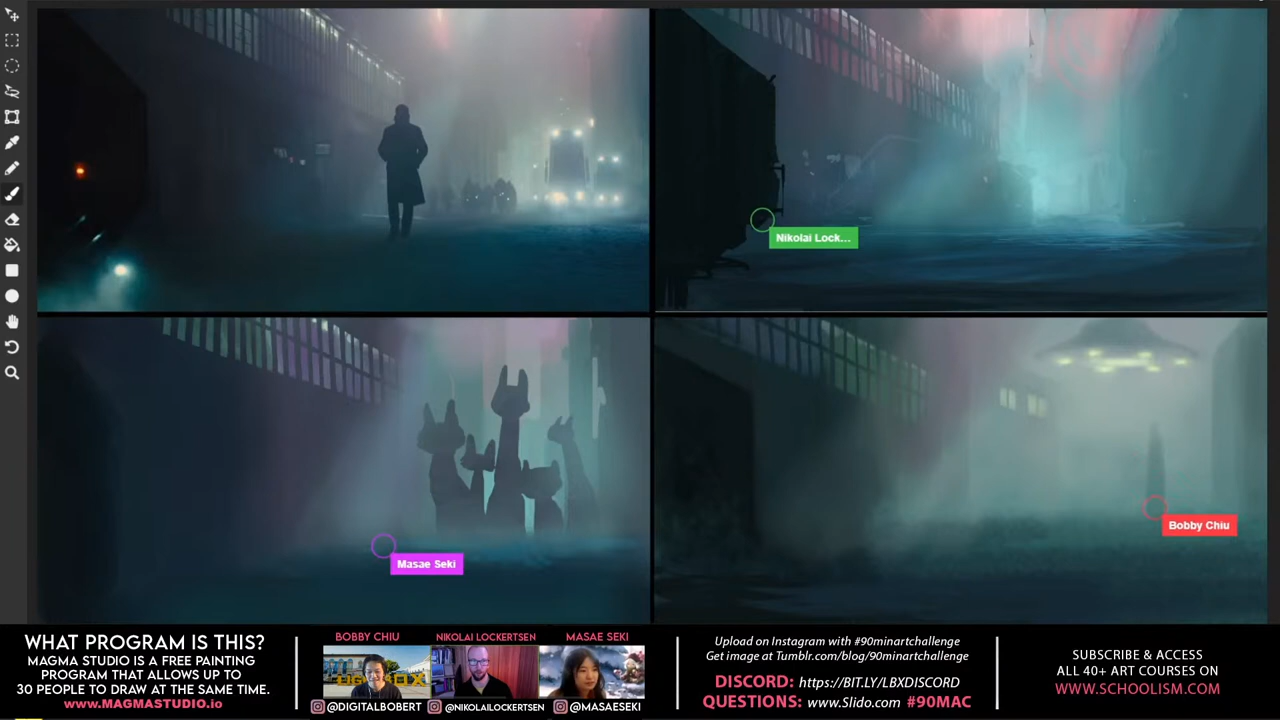 Nikolai Lock...
Masae Seki
Bobby Chiu
WHAT PROGRAM IS THIS?
MAGMA STUDIO IS A FREE PAINTING
PROGRAM THAT ALLOWS UP TO
30 PEOPLE TO DRAW AT THE SAME TIME.
www.MAGMASTUDIO.io
BOBBY CHIU
NIKOLAI LOCKERTSEN
MASAE SEKI
@DIGITALBOBERT
@NIKOLAILOCKERTSEN
@MASAESEKI
Upload on Instagram with #90minartchallenge
Get image at Tumblr.com/blog/90minartchallenge
DISCORD: https://BIT.LY/LBXDISCORD
QUESTIONS: www.Slido.com #90MAC
SUBSCRIBE & ACCESS
ALL 40+ ART COURSES ON
WWW.SCHOOLISM.COM